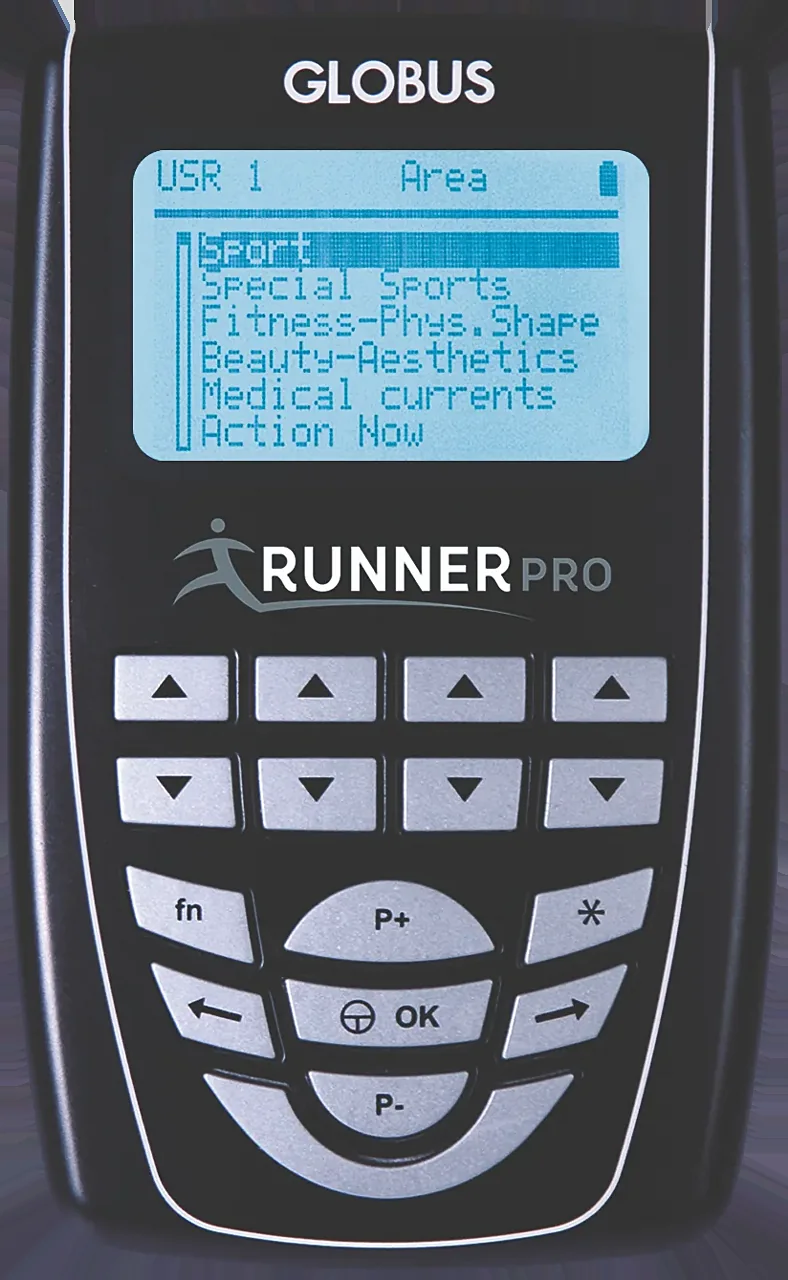 GLOBUS
USR 1 Area
Sport
Special Sports
Fitness-Phys.Shape
Beauty-Aesthetics
Medical currents
Action Now
RUNNER PRO
fn
P+
*
OK
P-